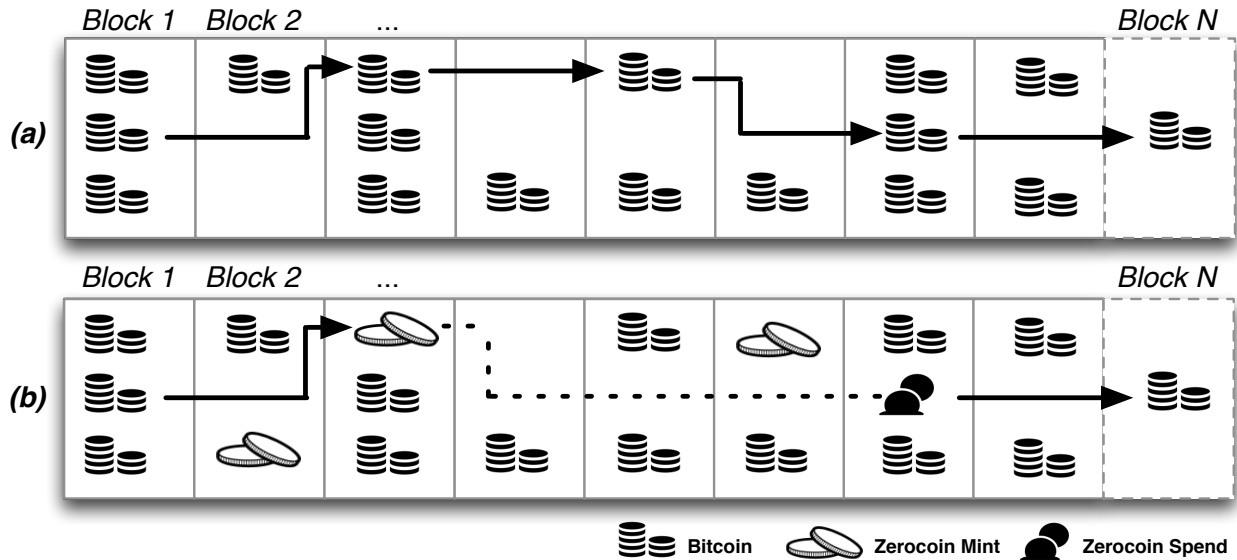 Block 1 Block 2 ... Block N
(a)
Block 1 Block 2 ... Block N
(b)
Bitcoin Zerocoin Mint Zerocoin Spend